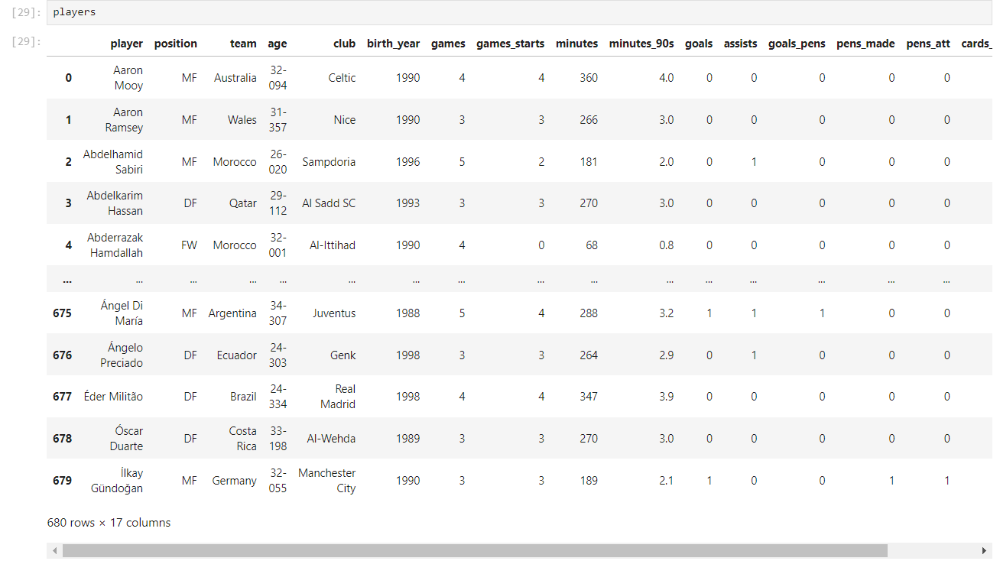 [29]: players
[29]:
player position team age club birth_year games games_starts minutes minutes_90s goals assists goals_pens pens_made pens_att cards_
0 Aaron Mooy MF Australia 32-094 Celtic 1990 4 4 360 4.0 0 0 0 0 0
1 Aaron Ramsey MF Wales 31-357 Nice 1990 3 3 266 3.0 0 0 0 0 0
2 Abdelhamid Sabiri MF Morocco 26-020 Sampdoria 1996 5 2 181 2.0 0 1 0 0 0
3 Abdelkarim Hassan DF Qatar 29-112 Al Sadd SC 1993 3 3 270 3.0 0 0 0 0 0
4 Abderrazak Hamdallah FW Morocco 32-001 Al-Ittihad 1990 4 0 68 0.8 0 0 0 0 0
... ... ... ... ... ... ... ... ... ... ... ... ... ... ... ...
675 Ángel Di María MF Argentina 34-307 Juventus 1988 5 4 288 3.2 1 1 1 0 0
676 Ángelo Preciado DF Ecuador 24-303 Genk 1998 3 3 264 2.9 0 1 0 0 0
677 Éder Militão DF Brazil 24-334 Real Madrid 1998 4 4 347 3.9 0 0 0 0 0
678 Óscar Duarte DF Costa Rica 33-198 Al-Wehda 1989 3 3 270 3.0 0 0 0 0 0
679 İlkay Gündoğan MF Germany 32-055 Manchester City 1990 3 3 189 2.1 1 0 0 1 1
680 rows × 17 columns